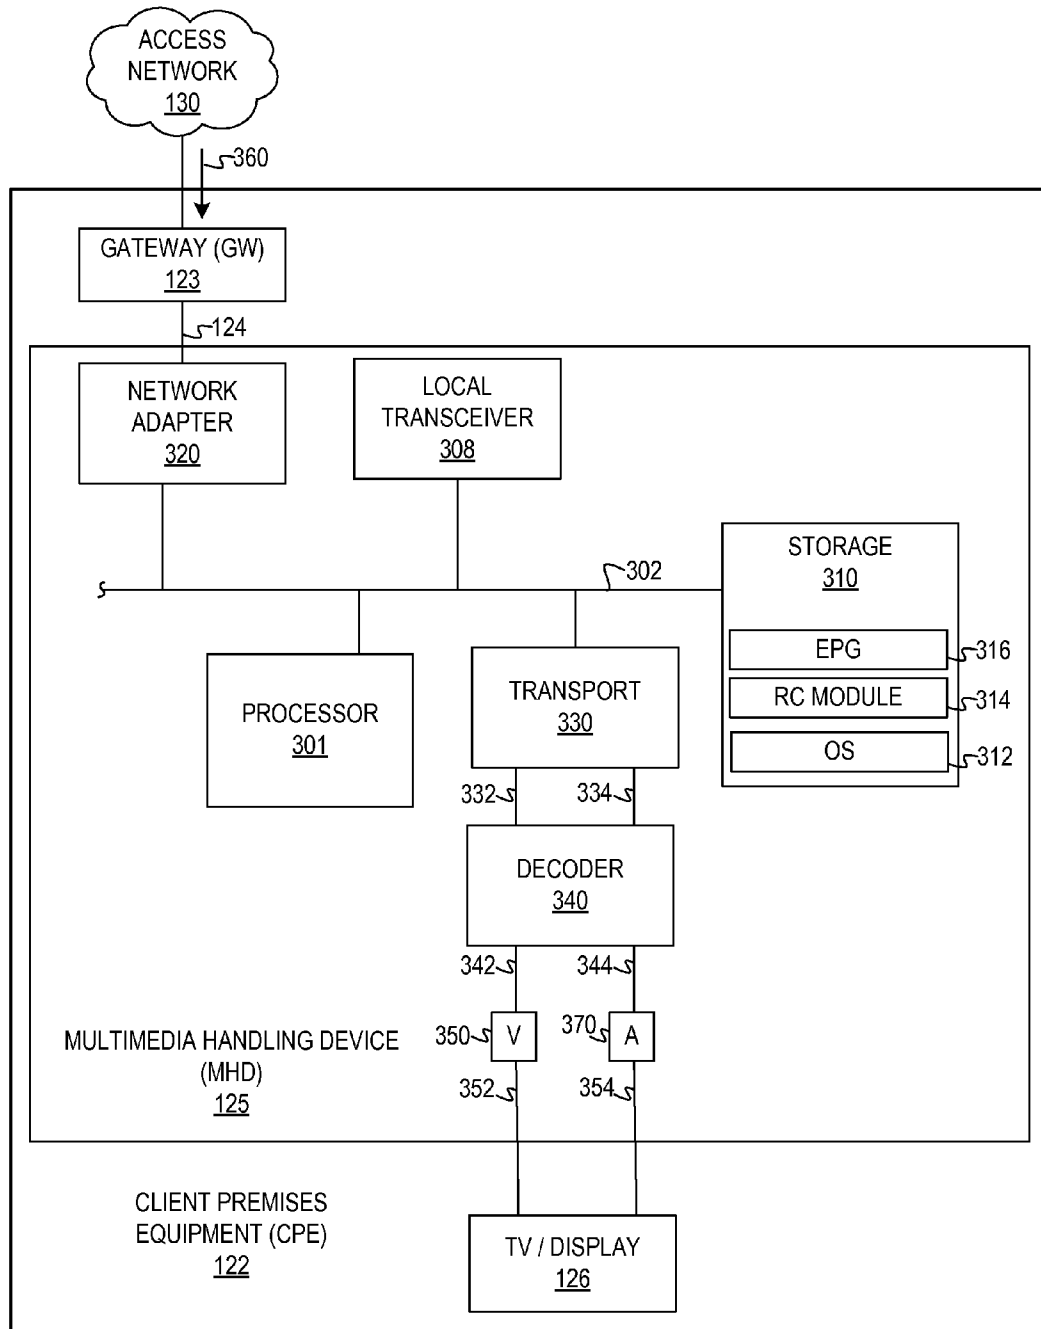 ACCESS
NETWORK
130
360
GATEWAY (GW)
123
124
NETWORK
ADAPTER
320
LOCAL
TRANSCEIVER
308
302
STORAGE
310
EPG
316
RC MODULE
314
OS
312
PROCESSOR
301
TRANSPORT
330
332
334
DECODER
340
342
344
350
V
370
A
352
354
MULTIMEDIA HANDLING DEVICE
(MHD)
125
CLIENT PREMISES
EQUIPMENT (CPE)
122
TV / DISPLAY
126